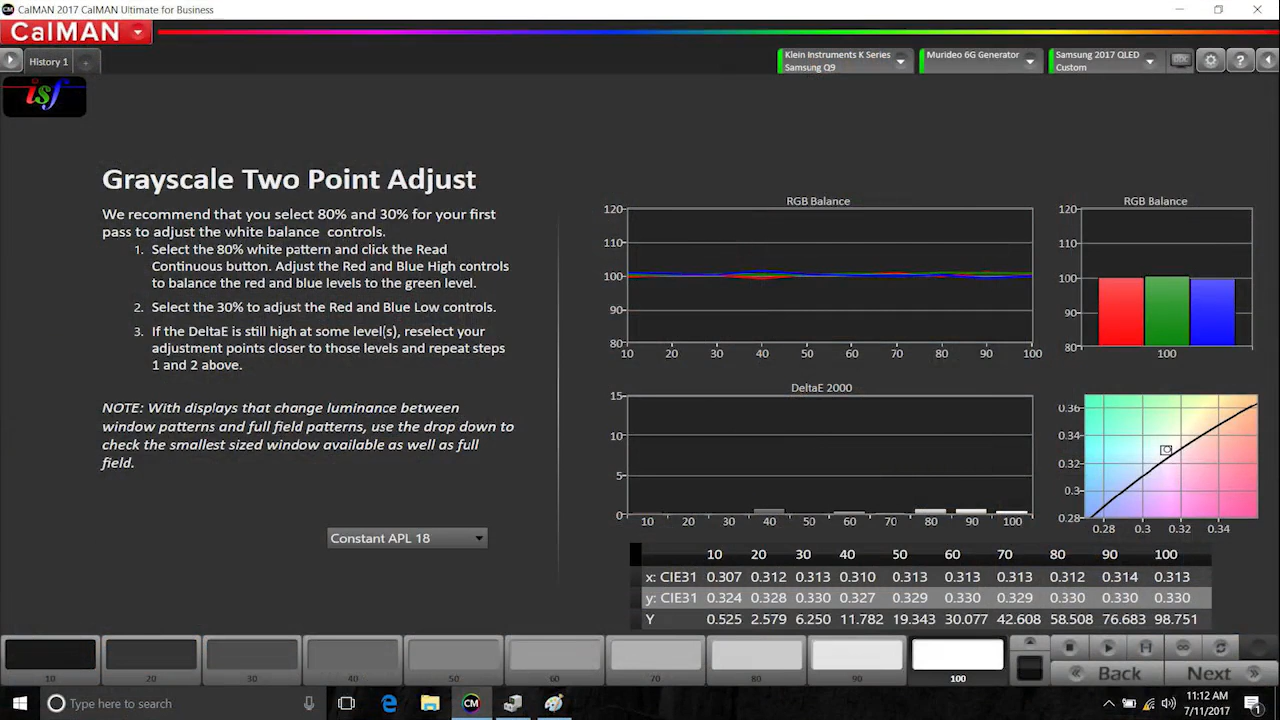 CalMAN 2017 CalMAN Ultimate for Business
CalMAN
History 1
Klein Instruments K Series
Samsung Q9
Murideo 6G Generator
Samsung 2017 QLED
Custom
isf
Grayscale Two Point Adjust
We recommend that you select 80% and 30% for your first
pass to adjust the white balance controls.
1. Select the 80% white pattern and click the Read
Continuous button. Adjust the Red and Blue High controls
to balance the red and blue levels to the green level.
2. Select the 30% to adjust the Red and Blue Low controls.
3. If the DeltaE is still high at some level(s), reselect your
adjustment points closer to those levels and repeat steps
1 and 2 above.
NOTE: With displays that change luminance between
window patterns and full field patterns, use the drop down to
check the smallest sized window available as well as full
field.
Constant APL 18
RGB Balance
120
110
100
90
80
10 20 30 40 50 60 70 80 90 100
RGB Balance
120
110
100
90
80
100
DeltaE 2000
15
10
5
0
10 20 30 40 50 60 70 80 90 100
0.36
0.34
0.32
0.3
0.28
0.28 0.3 0.32 0.34
10 20 30 40 50 60 70 80 90 100
x: CIE31 0.307 0.312 0.313 0.310 0.313 0.313 0.313 0.312 0.314 0.313
y: CIE31 0.324 0.328 0.330 0.327 0.329 0.330 0.329 0.330 0.330 0.330
Y 0.525 2.579 6.250 11.782 19.343 30.077 42.608 58.508 76.683 98.751
10 20 30 40 50 60 70 80 90 100
Back Next
Type here to search
CM
11:12 AM
7/11/2017
1